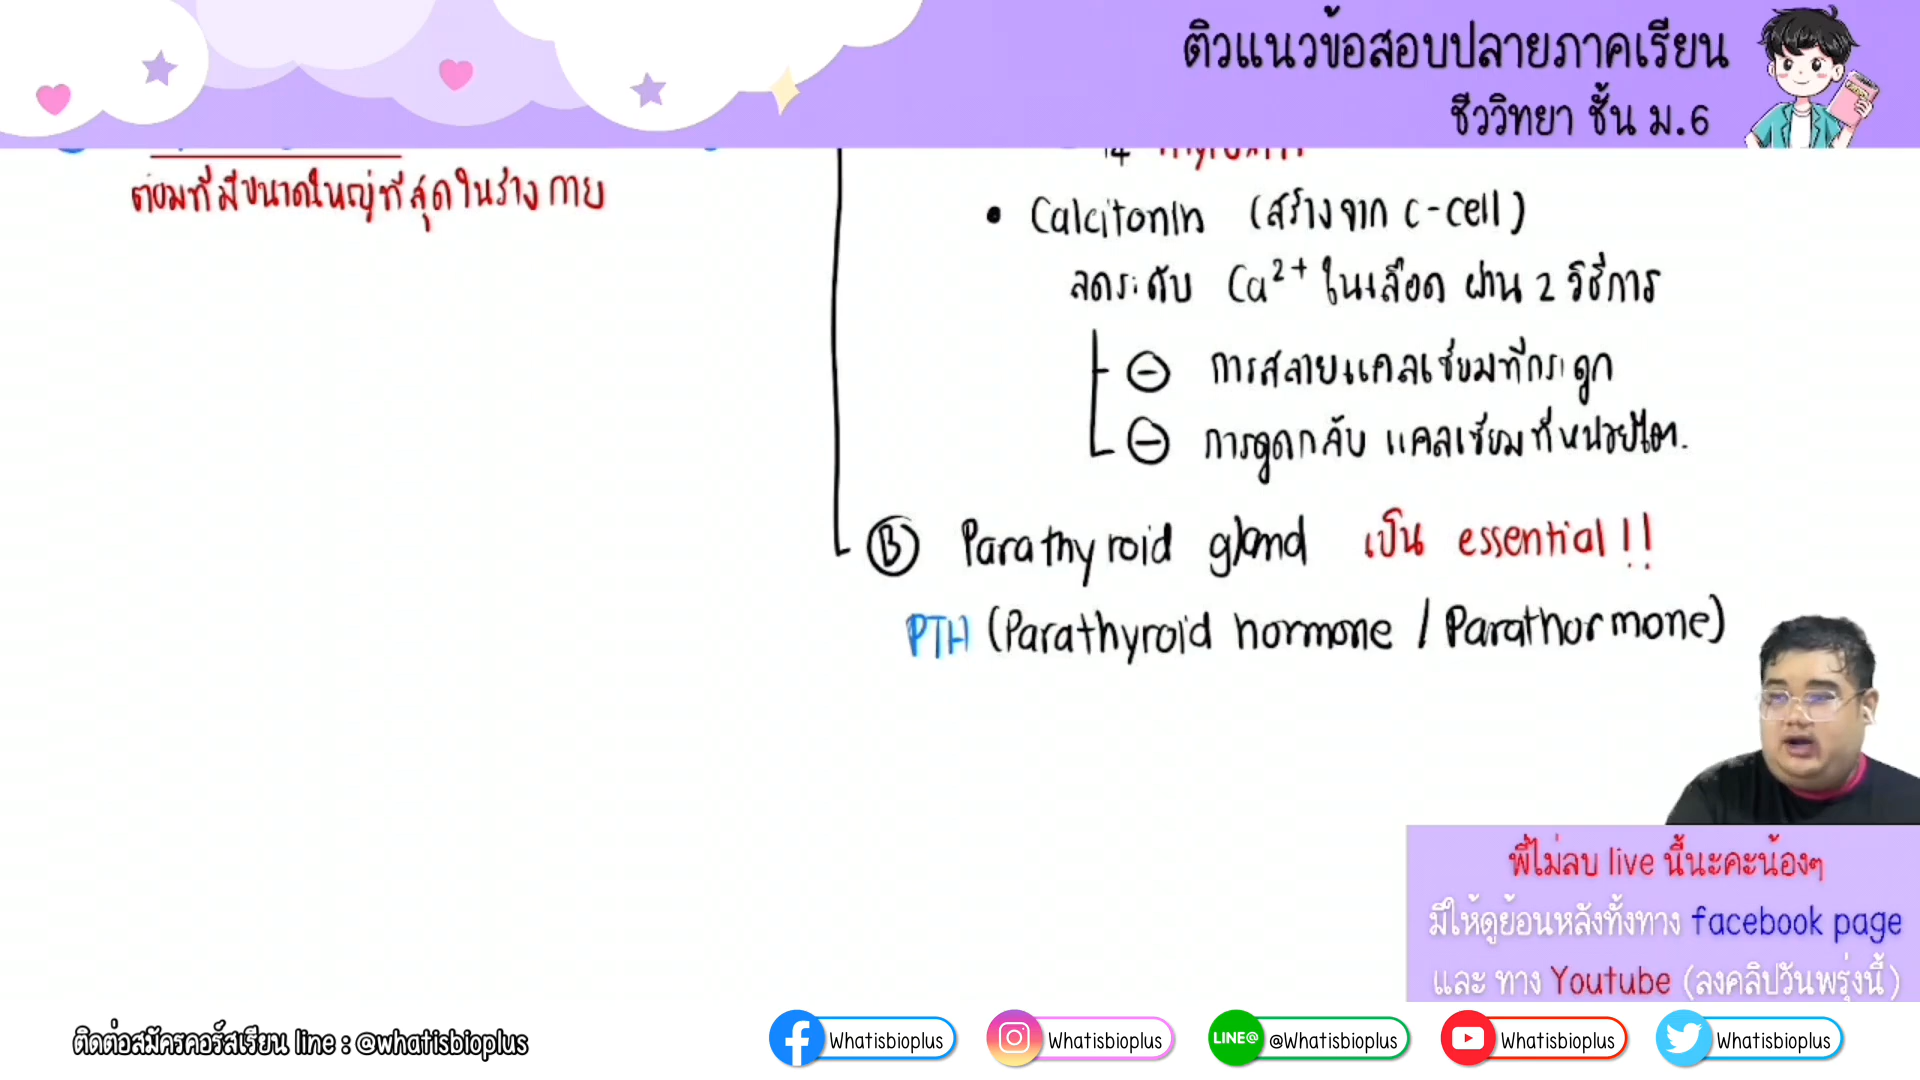 ติวแนวข้อสอบปลายภาคเรียน
ชีววิทยา ชั้น ม.6
ต่อมที่มีขนาดใหญ่ที่สุดในร่างกาย
• Calcitonin (สร้างจาก c-cell)
ลดระดับ Ca²⁺ ในเลือด ผ่าน 2 วิธีการ
⊖ การสลายแคลเซียมที่กระดูก
⊖ การดูดกลับ แคลเซียมที่หน่วยไต.
Ⓑ Parathyroid gland เป็น essential!!
PTH (Parathyroid hormone / Parathormone)
พี่ไม่ลบ live นี้นะคะน้องๆ
มีให้ดูย้อนหลังทั้งทาง facebook page
และ ทาง Youtube (ลงคลิปวันพรุ่งนี้)
ติดต่อสมัครคอร์สเรียน line : @whatisbioplus
Whatisbioplus
Whatisbioplus
LINE@ @Whatisbioplus
Whatisbioplus
Whatisbioplus